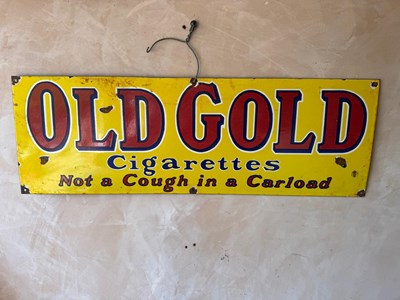 OLD GOLD
Cigarettes
Not a Cough in a Carload